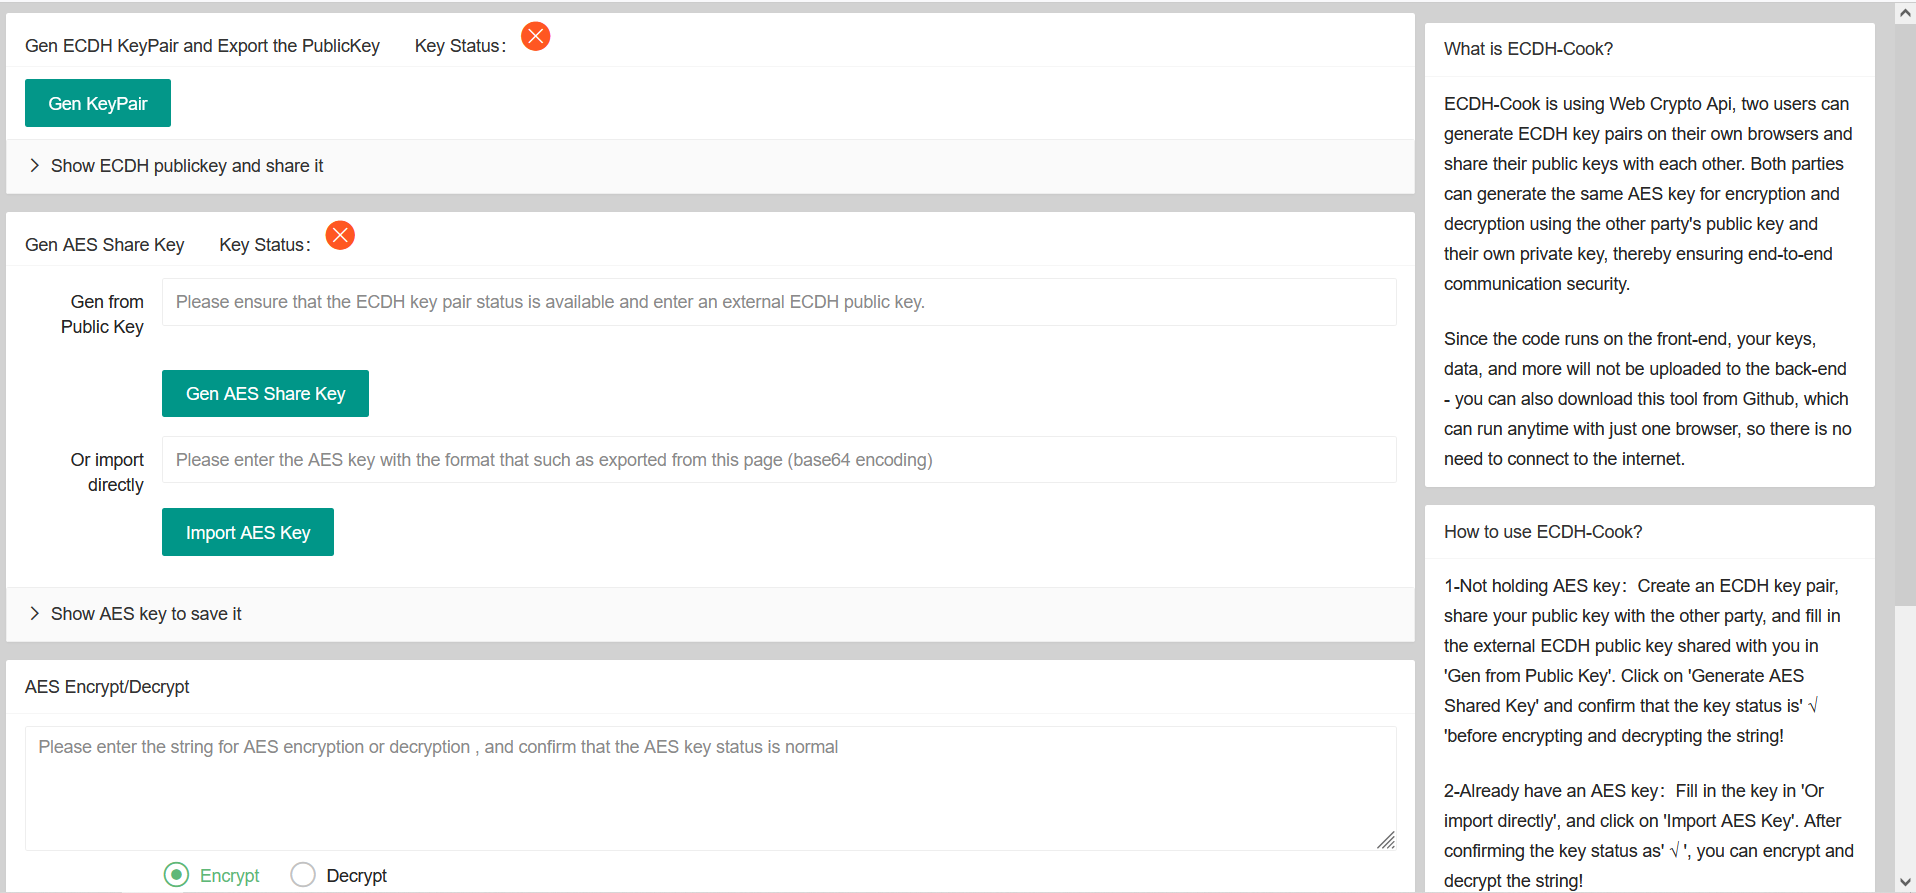 Gen ECDH KeyPair and Export the PublicKey Key Status：
Gen KeyPair
Show ECDH publickey and share it
Gen AES Share Key Key Status：
Gen from
Public Key
Please ensure that the ECDH key pair status is available and enter an external ECDH public key.
Gen AES Share Key
Or import
directly
Please enter the AES key with the format that such as exported from this page (base64 encoding)
Import AES Key
Show AES key to save it
AES Encrypt/Decrypt
Please enter the string for AES encryption or decryption , and confirm that the AES key status is normal
Encrypt Decrypt
What is ECDH-Cook?
ECDH-Cook is using Web Crypto Api, two users can
generate ECDH key pairs on their own browsers and
share their public keys with each other. Both parties
can generate the same AES key for encryption and
decryption using the other party's public key and
their own private key, thereby ensuring end-to-end
communication security.
Since the code runs on the front-end, your keys,
data, and more will not be uploaded to the back-end
- you can also download this tool from Github, which
can run anytime with just one browser, so there is no
need to connect to the internet.
How to use ECDH-Cook?
1-Not holding AES key：Create an ECDH key pair,
share your public key with the other party, and fill in
the external ECDH public key shared with you in
'Gen from Public Key'. Click on 'Generate AES
Shared Key' and confirm that the key status is' √
'before encrypting and decrypting the string!
2-Already have an AES key：Fill in the key in 'Or
import directly', and click on 'Import AES Key'. After
confirming the key status as' √ ', you can encrypt and
decrypt the string!